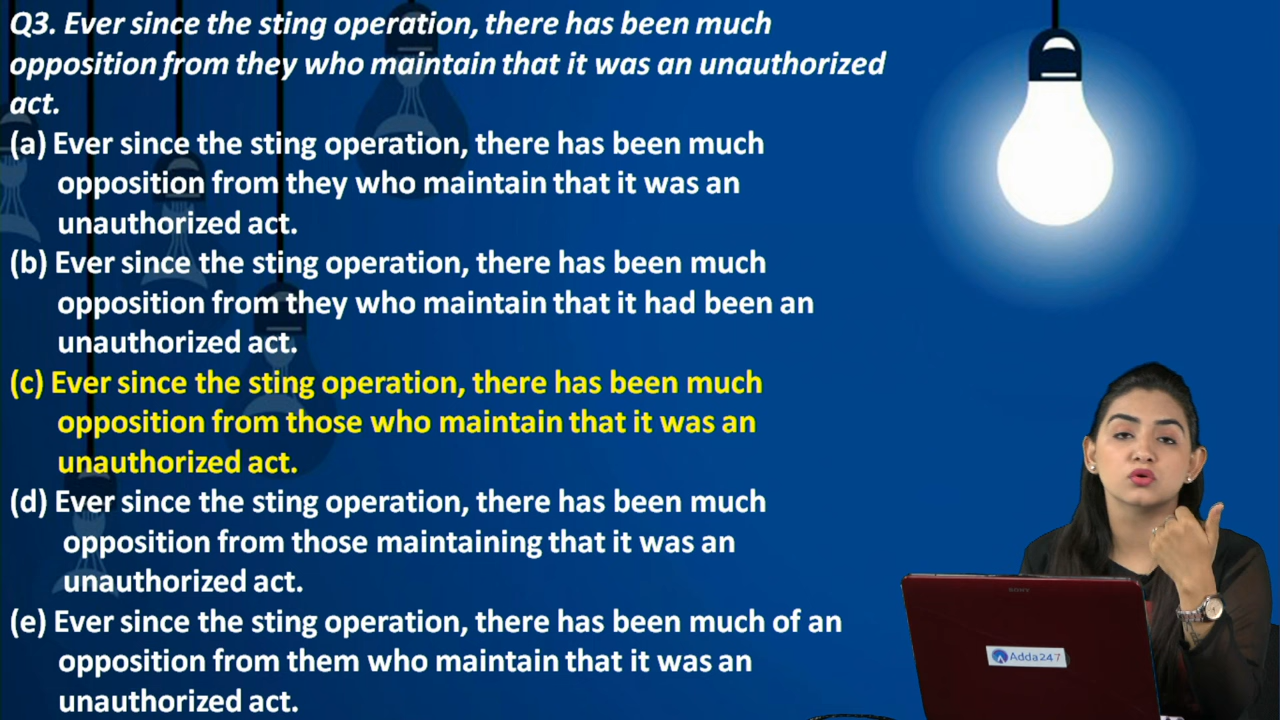 Q3. Ever since the sting operation, there has been much
opposition from they who maintain that it was an unauthorized
act.
(a) Ever since the sting operation, there has been much
opposition from they who maintain that it was an
unauthorized act.
(b) Ever since the sting operation, there has been much
opposition from they who maintain that it had been an
unauthorized act.
(c) Ever since the sting operation, there has been much
opposition from those who maintain that it was an
unauthorized act.
(d) Ever since the sting operation, there has been much
opposition from those maintaining that it was an
unauthorized act.
(e) Ever since the sting operation, there has been much of an
opposition from them who maintain that it was an
unauthorized act.
SONY
Adda247